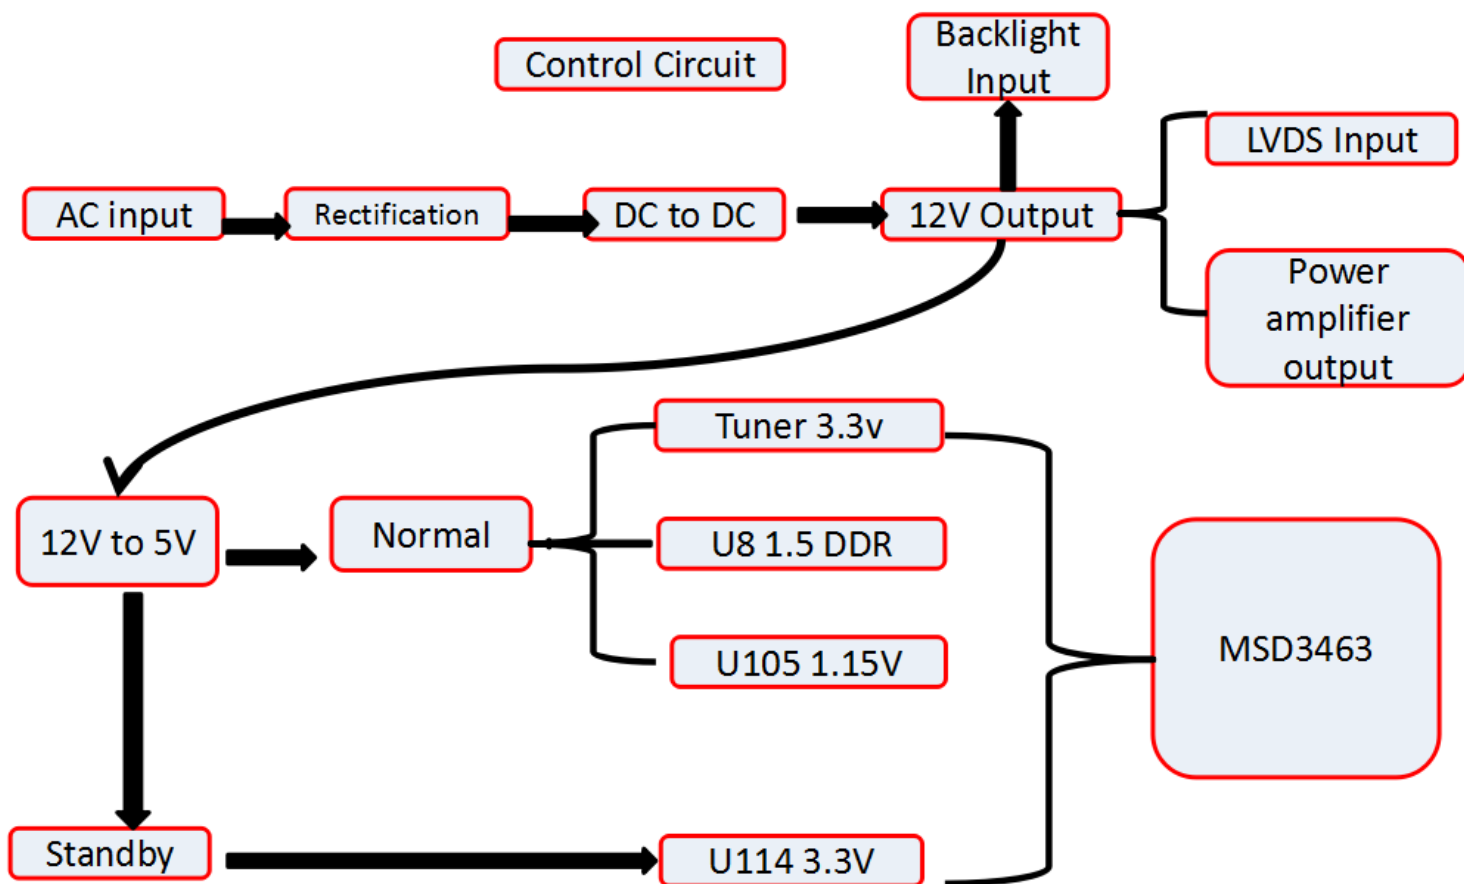 Control Circuit
Backlight
Input
LVDS Input
AC input
Rectification
DC to DC
12V Output
Power
amplifier
output
Tuner 3.3v
12V to 5V
Normal
U8 1.5 DDR
U105 1.15V
MSD3463
Standby
U114 3.3V